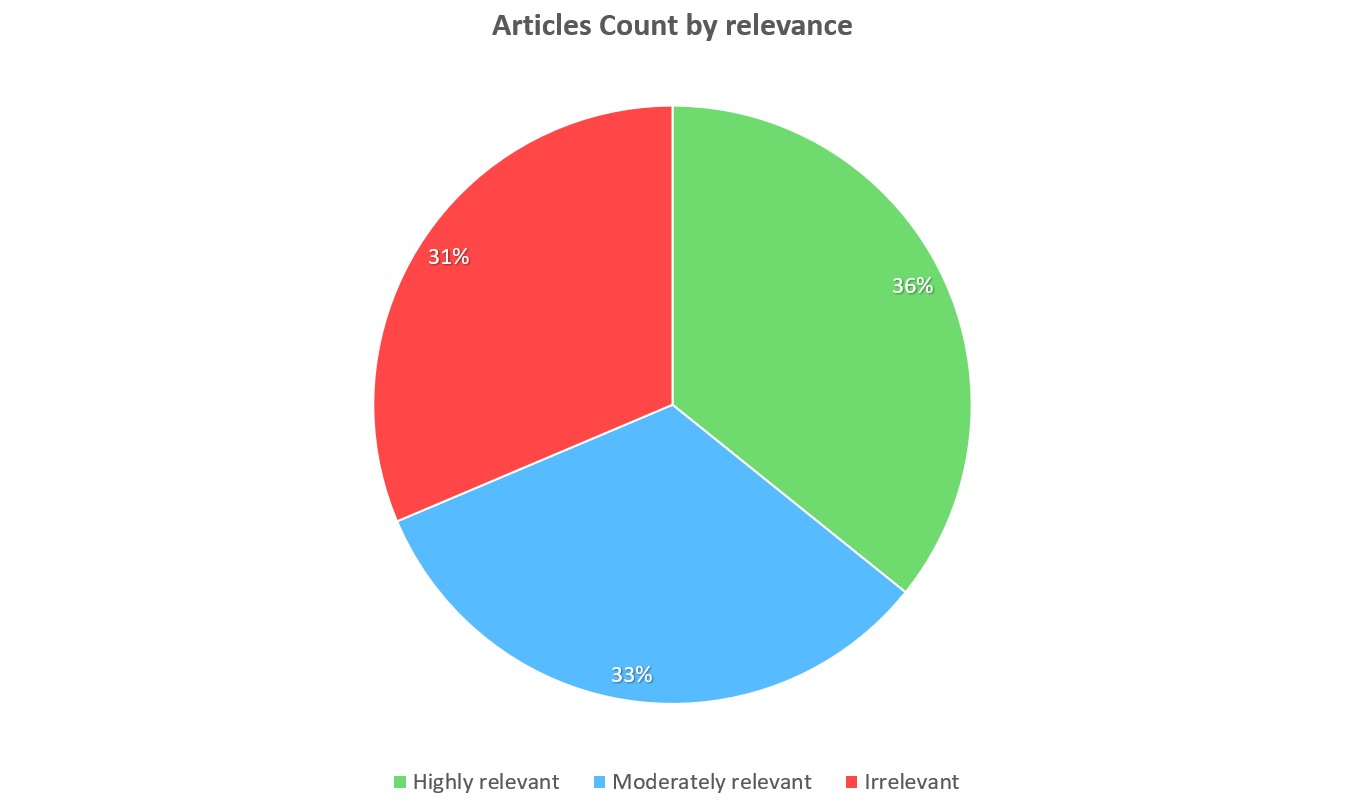 Articles Count by relevance
31%
36%
33%
Highly relevant
Moderately relevant
Irrelevant